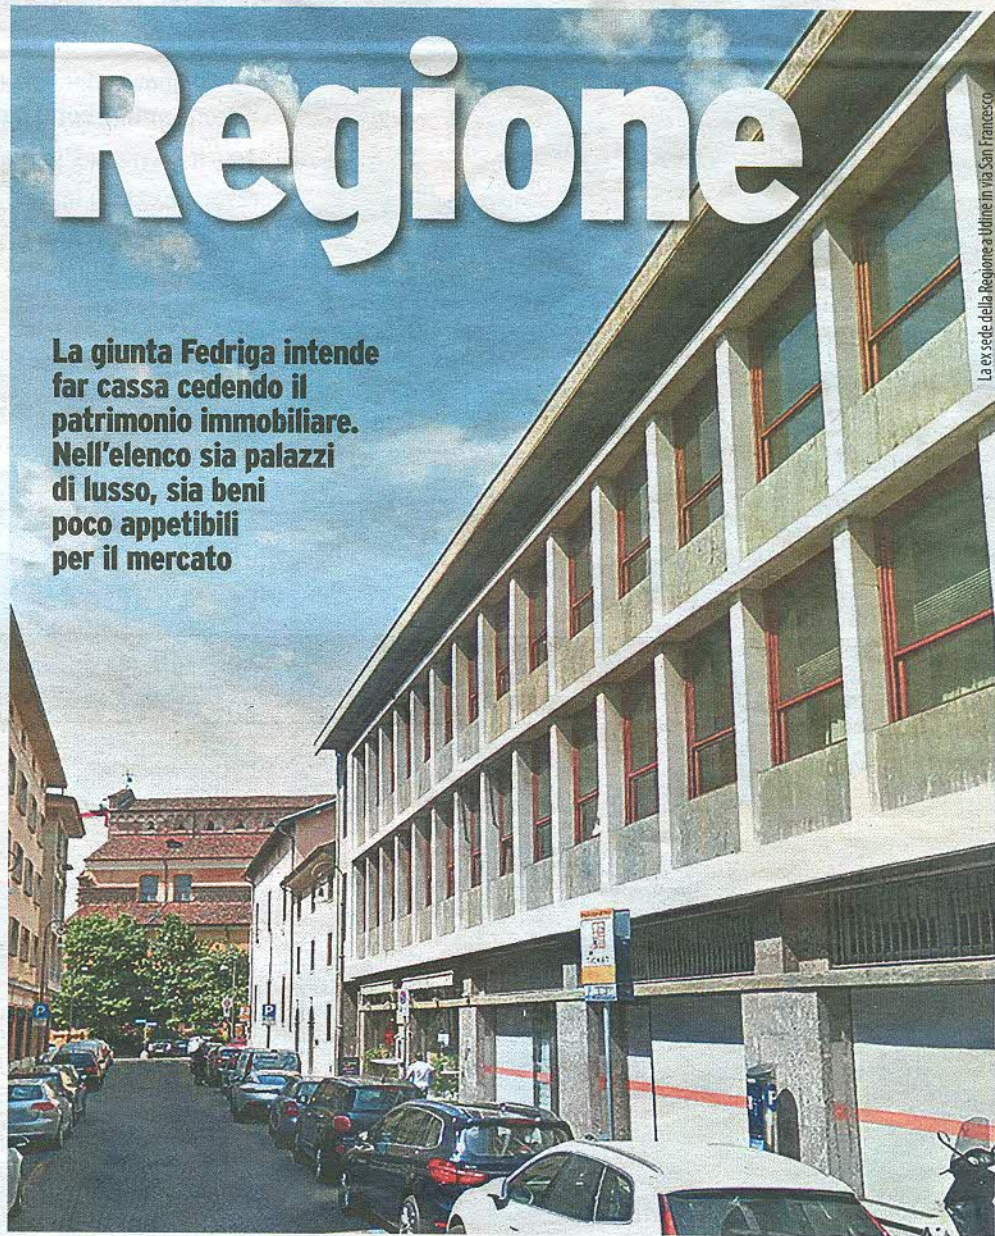 Regione
La giunta Fedriga intende
far cassa cedendo il
patrimonio immobiliare.
Nell'elenco sia palazzi
di lusso, sia beni
poco appetibili
per il mercato
La ex sede della Regione a Udine in via San Francesco
TICKET
P
P